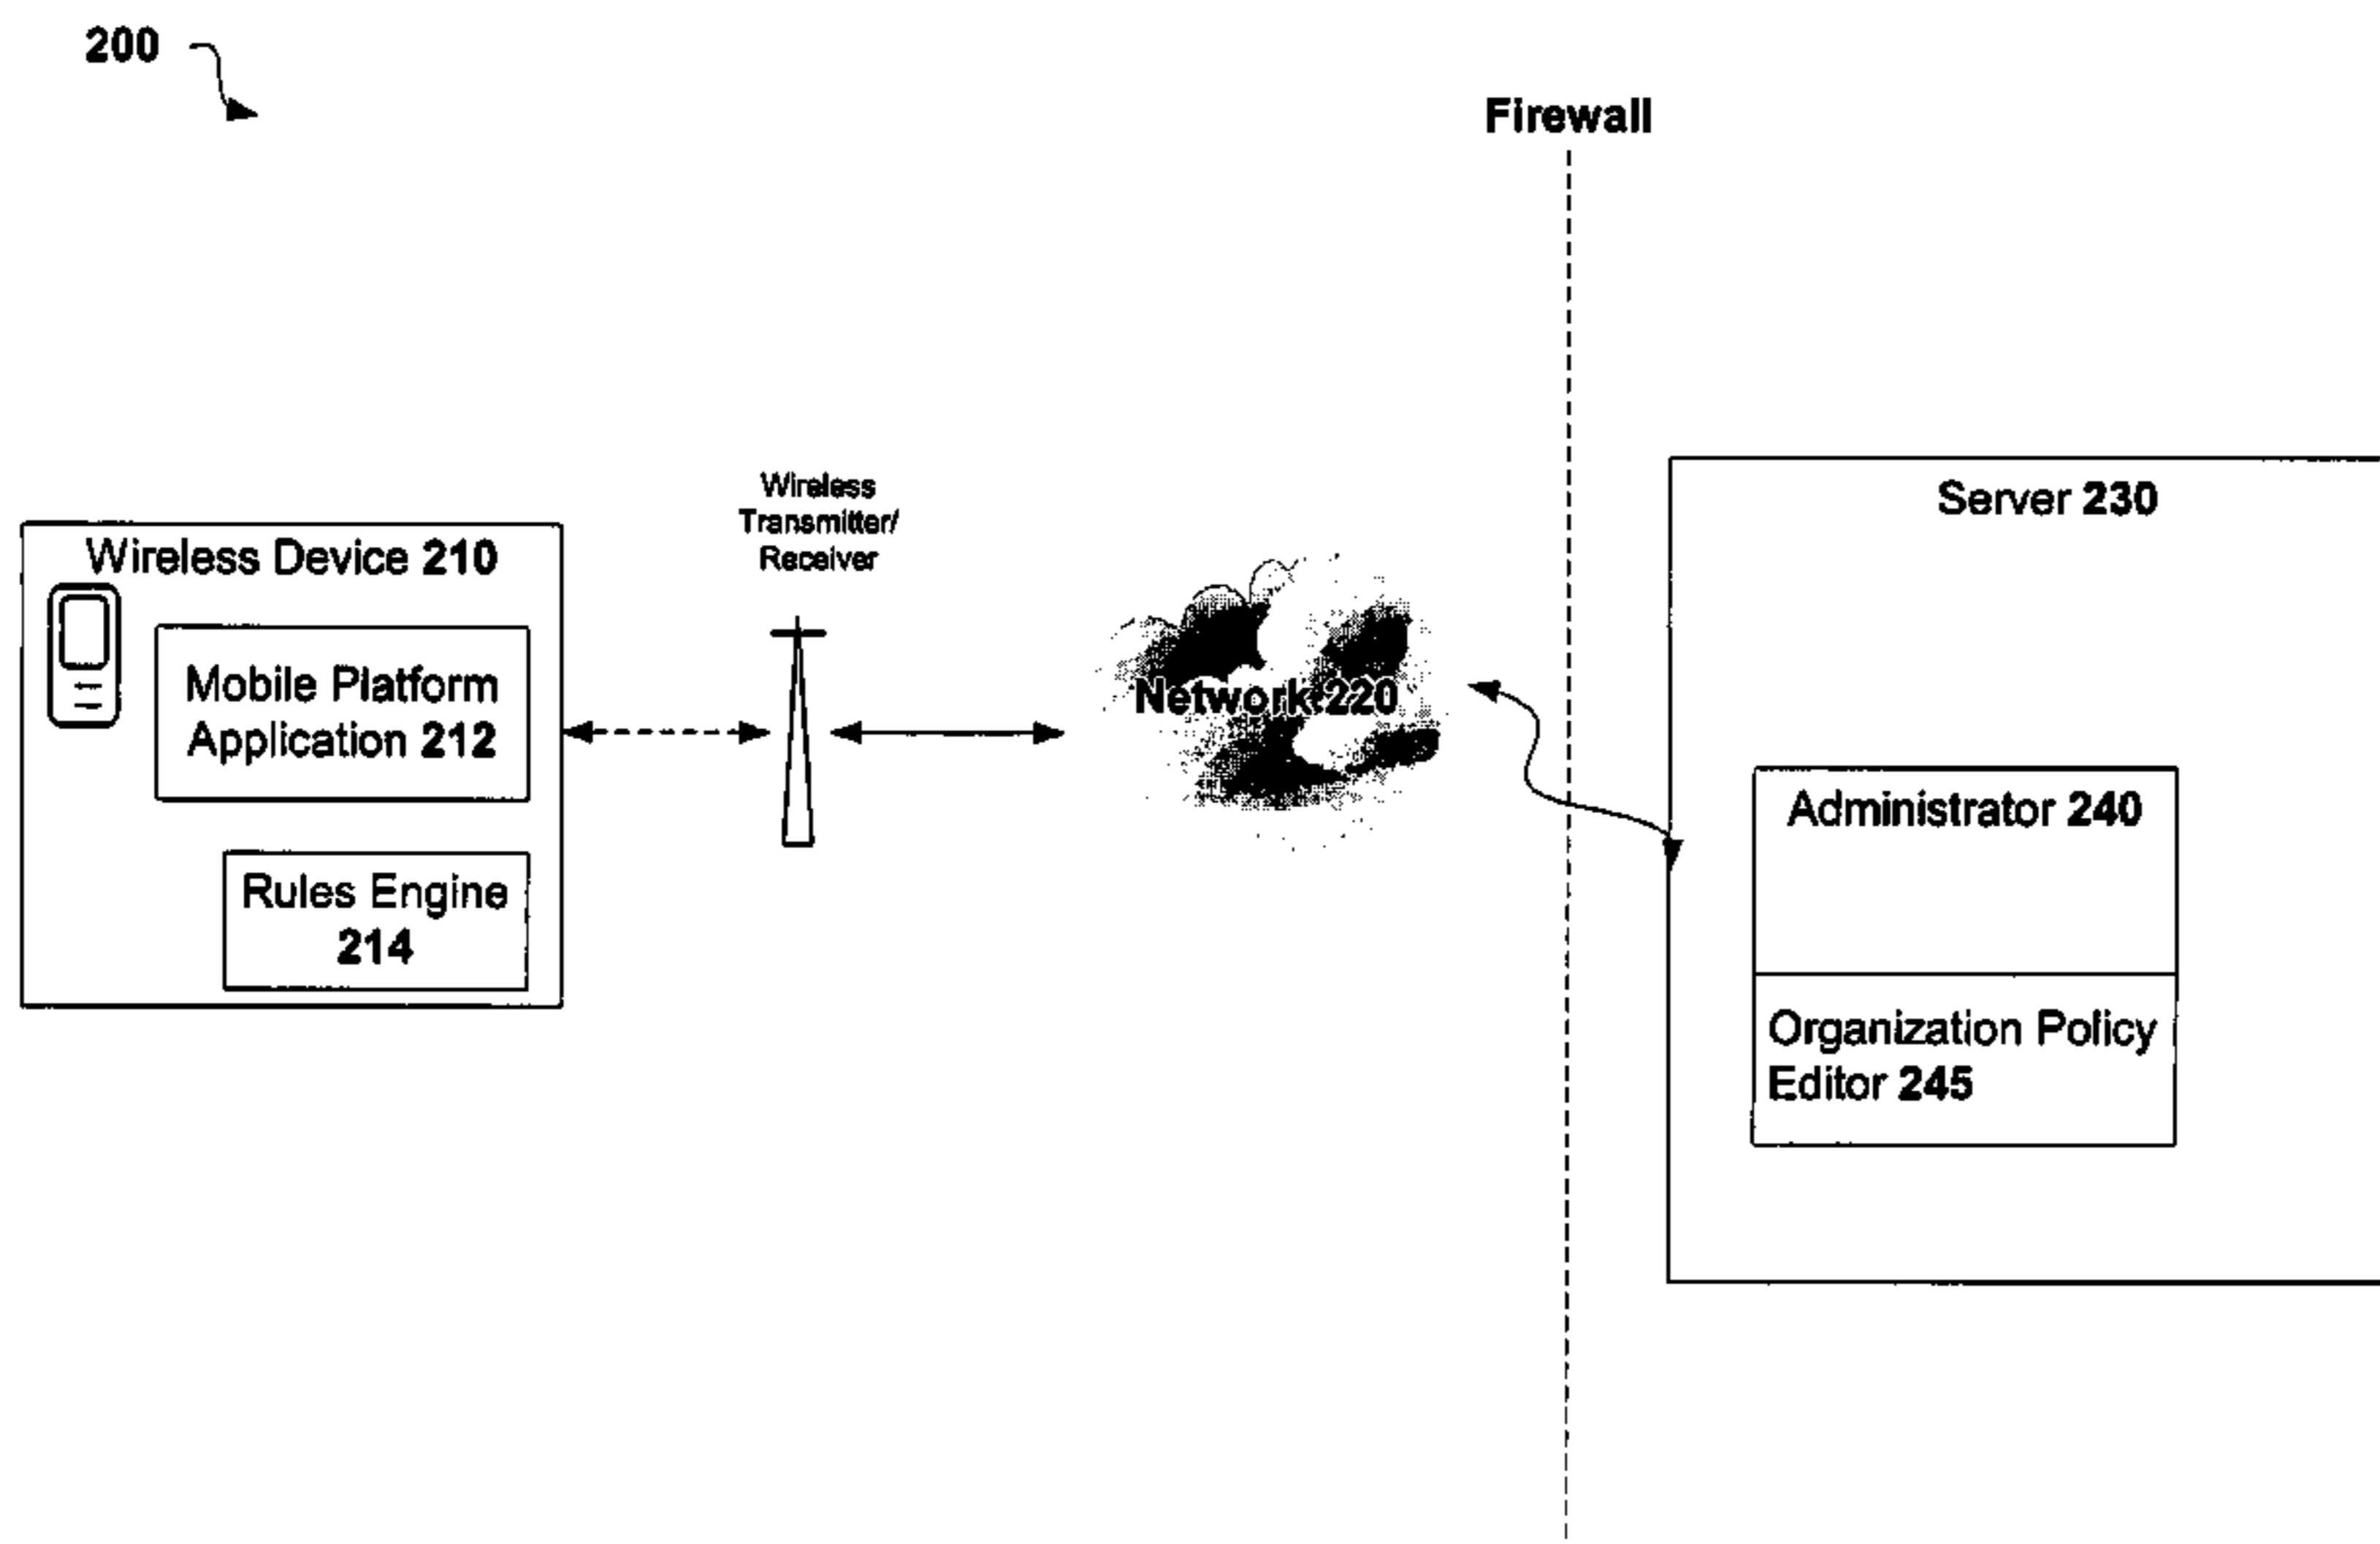 200
Firewall
Wireless
Transmitter/
Receiver
Server 230
Wireless Device 210
Mobile Platform
Application 212
Network 220
Administrator 240
Rules Engine
214
Organization Policy
Editor 245